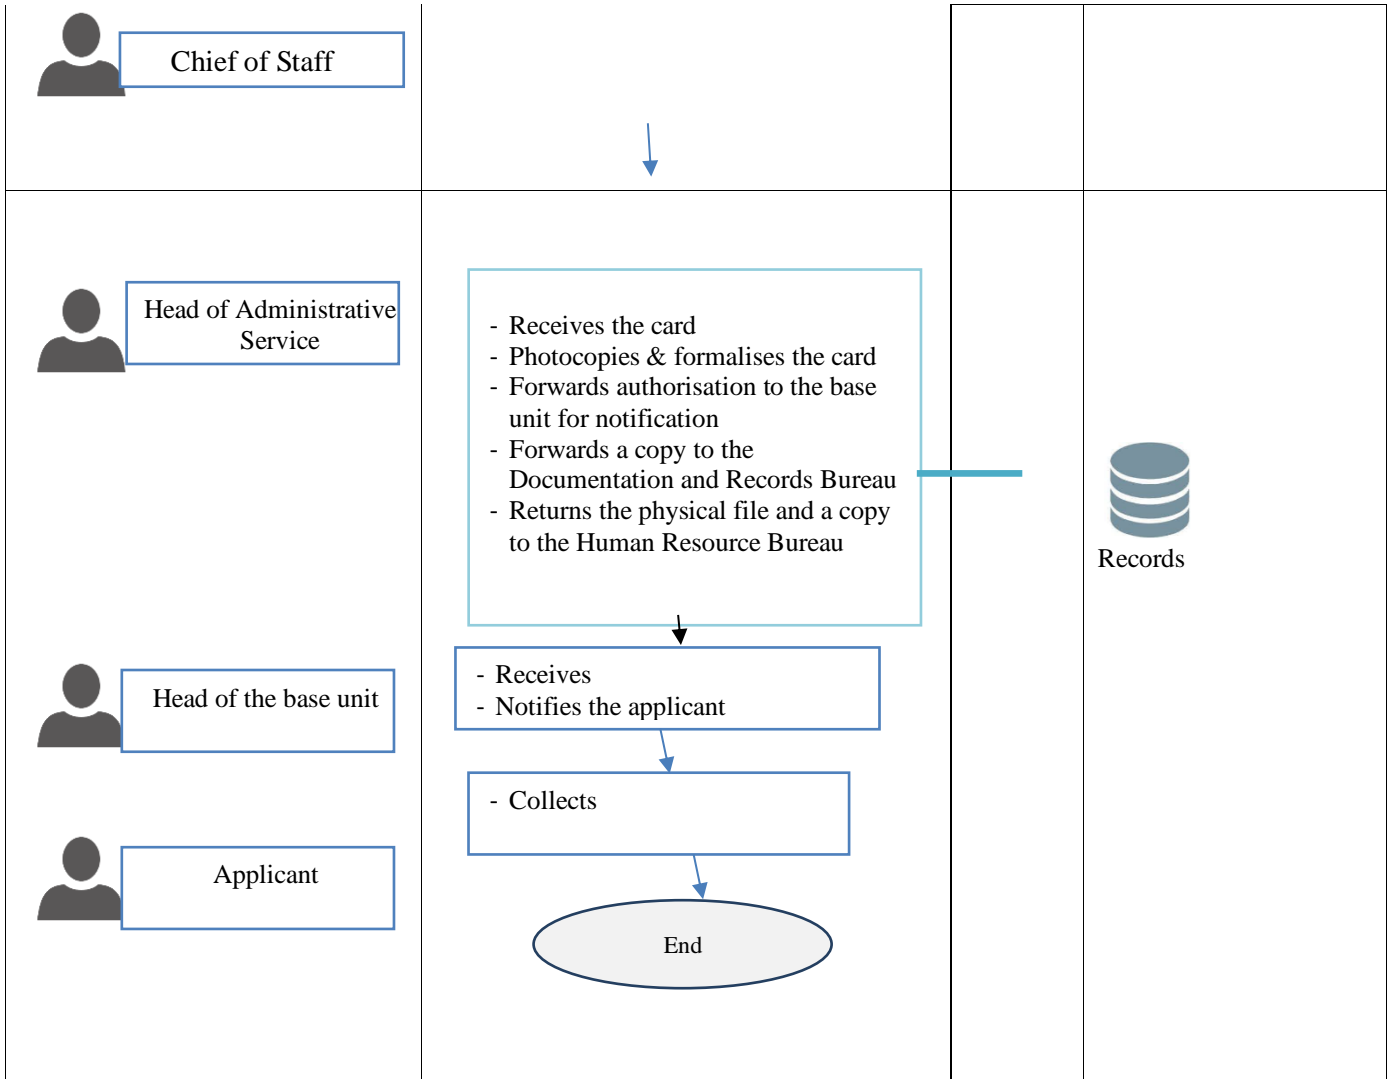 Chief of Staff
Head of Administrative
Service
- Receives the card
- Photocopies & formalises the card
- Forwards authorisation to the base
unit for notification
- Forwards a copy to the
Documentation and Records Bureau
- Returns the physical file and a copy
to the Human Resource Bureau
Records
Head of the base unit
- Receives
- Notifies the applicant
- Collects
Applicant
End